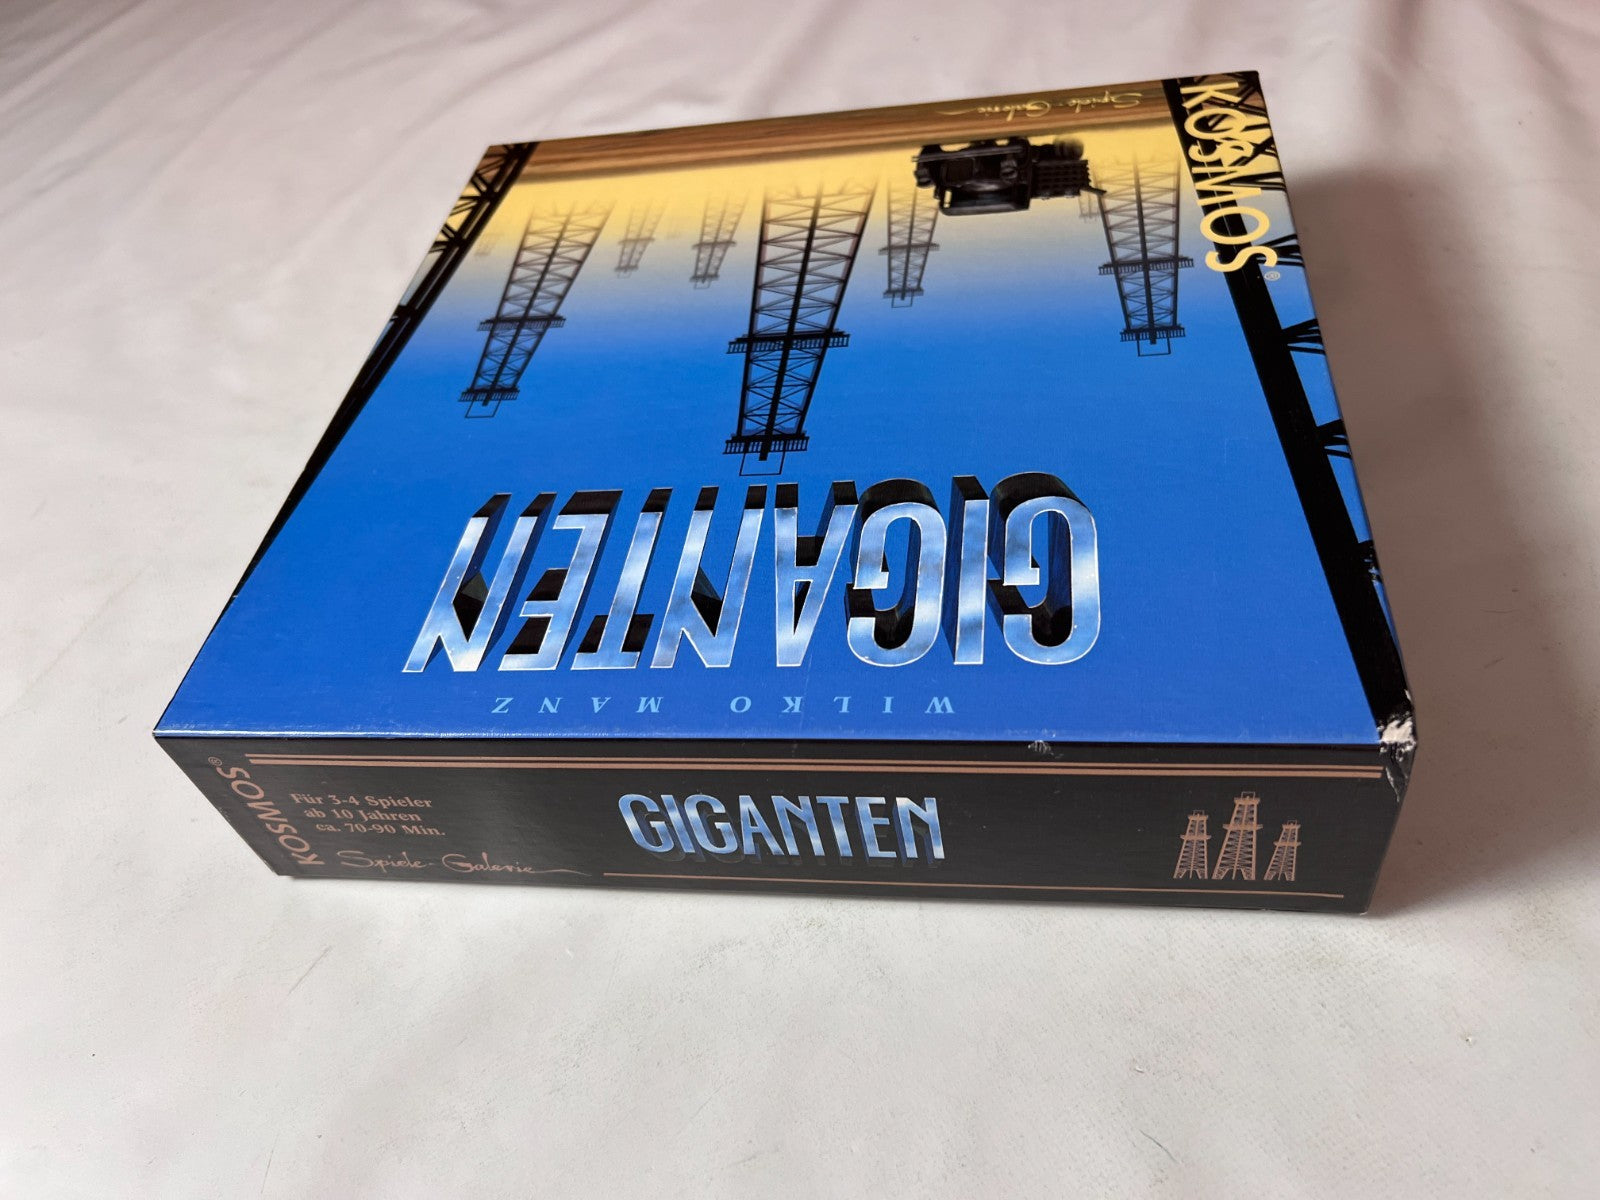 WILKO MANZ
GIGANTEN
KOSMOS®
Spiele-Galerie
KOSMOS®
Für 3-4 Spieler
ab 10 Jahren
ca. 70-90 Min.
Spiele-Galerie
GIGANTEN